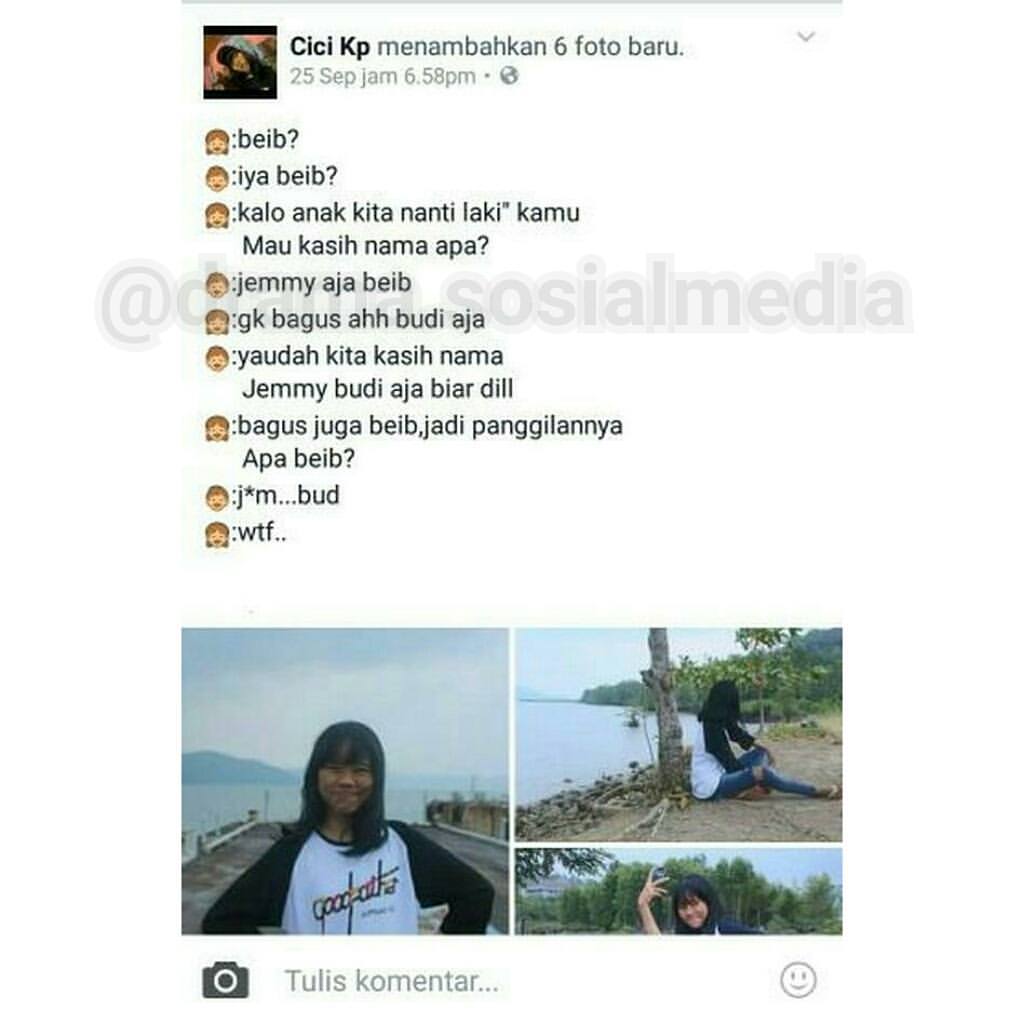 Cici Kp menambahkan 6 foto baru.
25 Sep jam 6.58pm
:beib?
:iya beib?
:kalo anak kita nanti laki" kamu
Mau kasih nama apa?
@drama.sosialmedia
:jemmy aja beib
:gk bagus ahh budi aja
:yaudah kita kasih nama
Jemmy budi aja biar dill
:bagus juga beib,jadi panggilannya
Apa beib?
:j*m...bud
:wtf..
Tulis komentar...